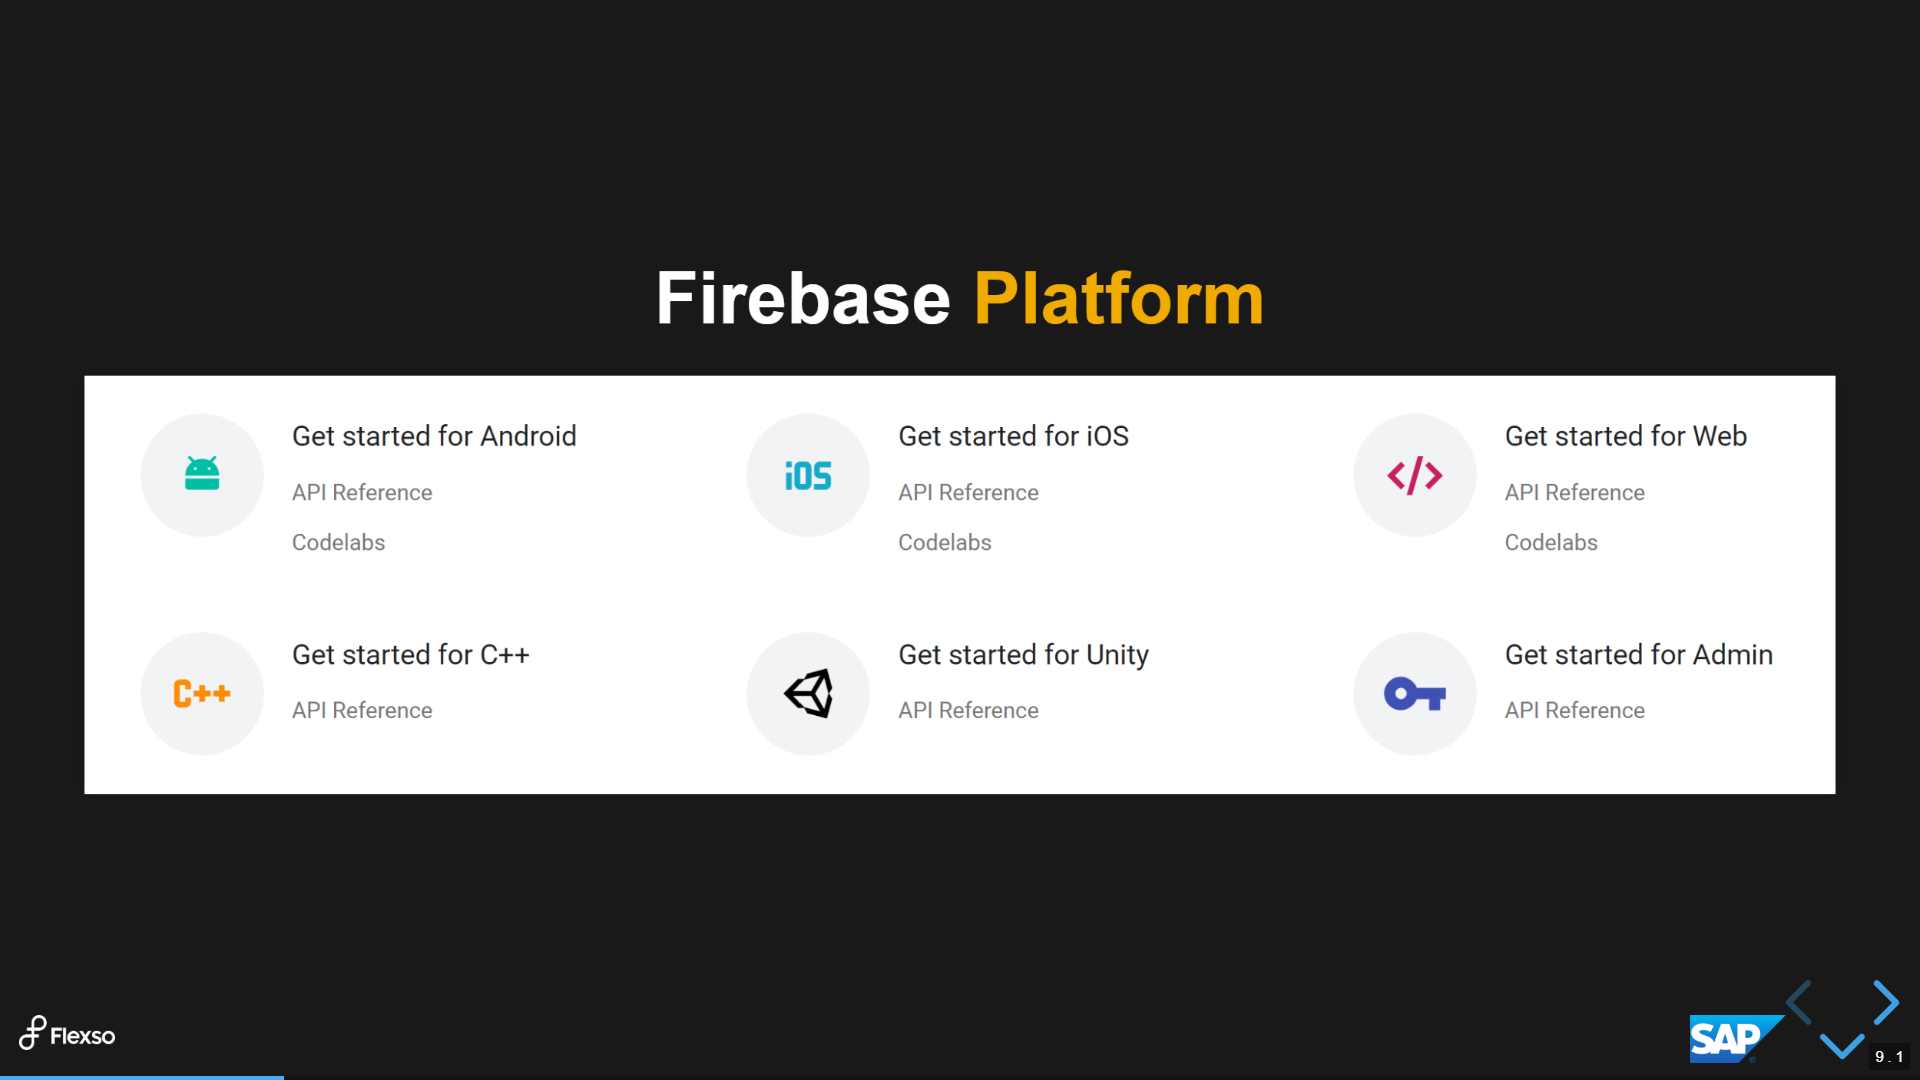 Firebase Platform
Get started for Android
API Reference
Codelabs
iOS
Get started for iOS
API Reference
Codelabs
</>
Get started for Web
API Reference
Codelabs
C++
Get started for C++
API Reference
Get started for Unity
API Reference
Get started for Admin
API Reference
Flexso
SAP
9.1